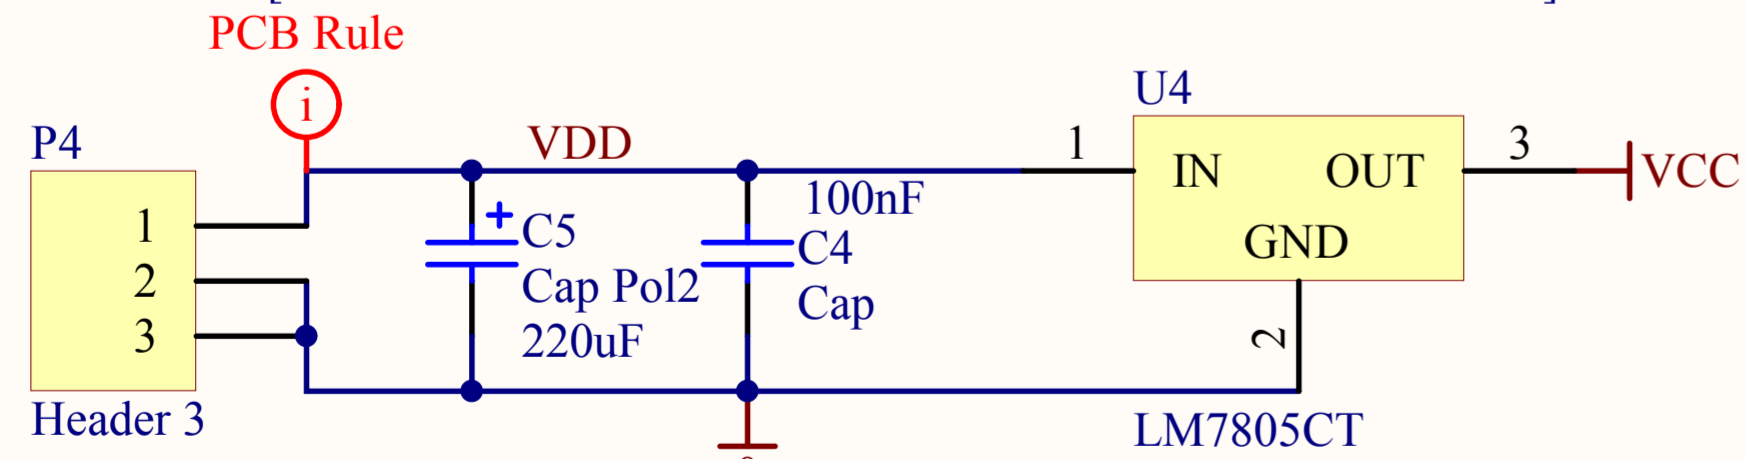 PCB Rule
i
P4
1
2
3
Header 3
VDD
C5
Cap Pol2
220uF
100nF
C4
Cap
U4
1
IN
OUT
GND
3
2
LM7805CT
VCC